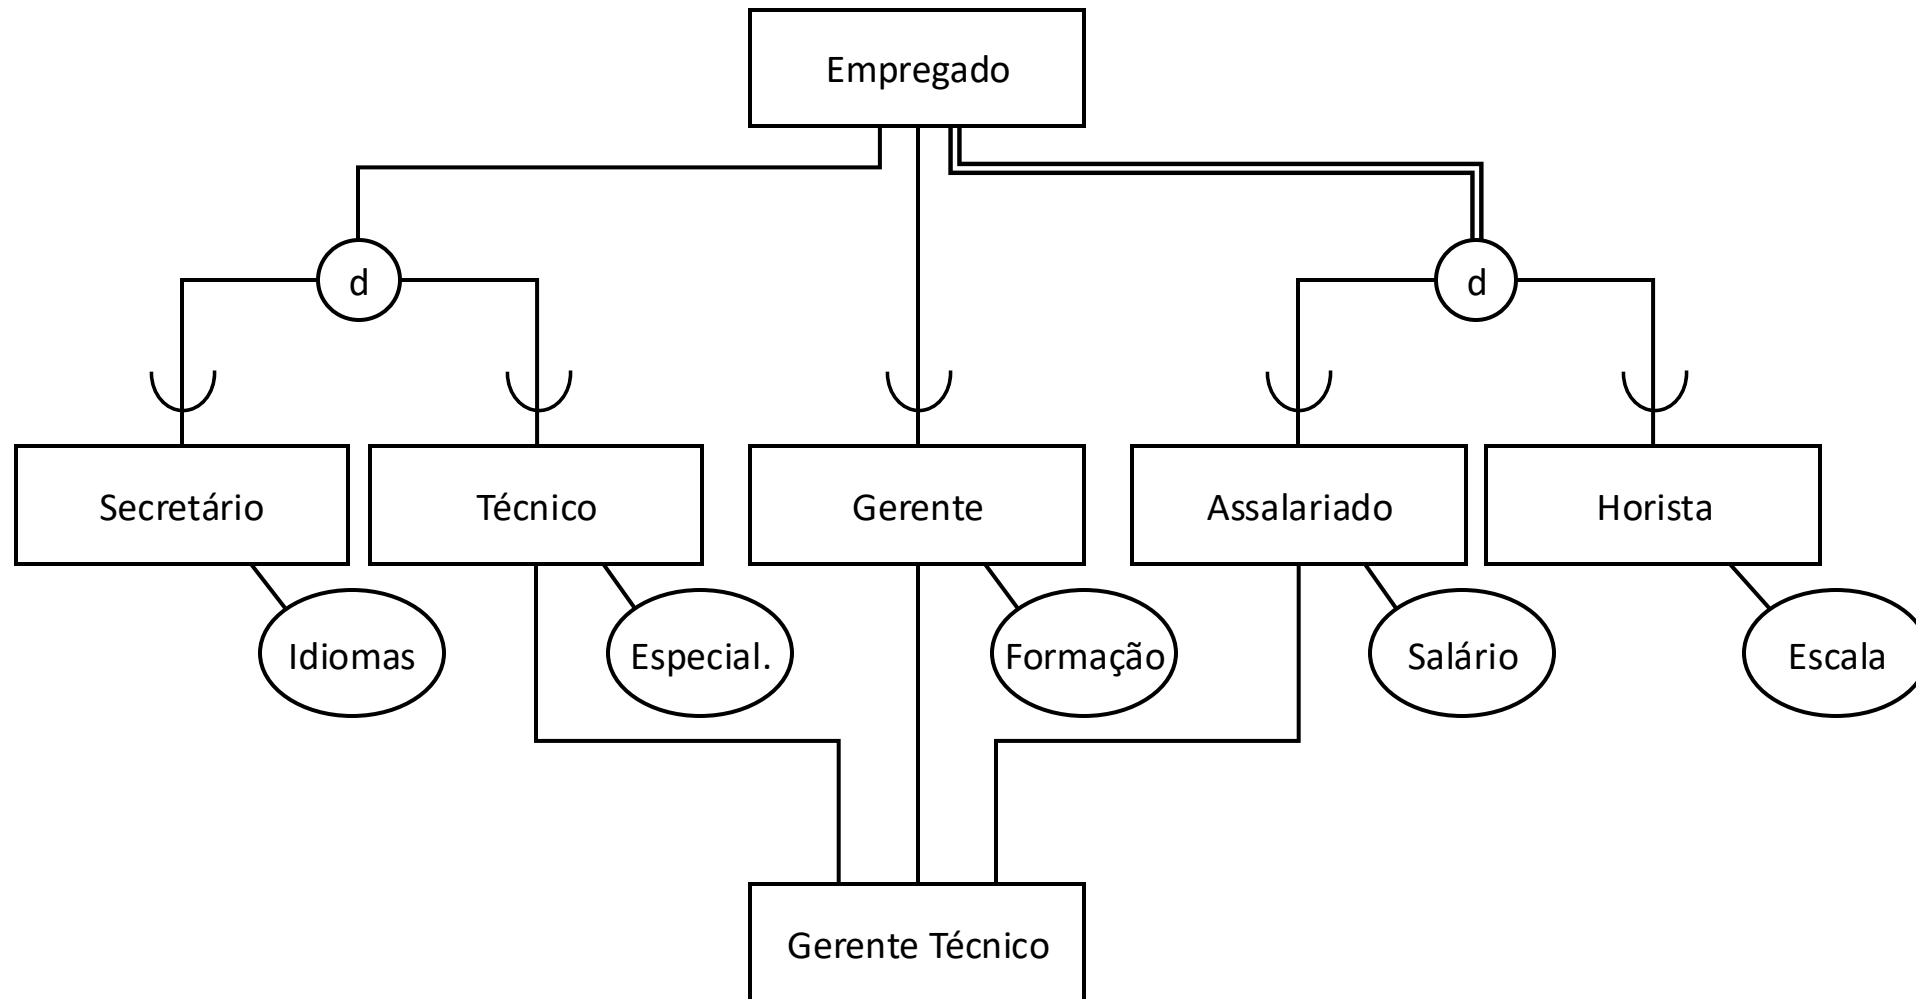 Empregado
d
d
Secretário
Técnico
Gerente
Assalariado
Horista
Idiomas
Especial.
Formação
Salário
Escala
Gerente Técnico